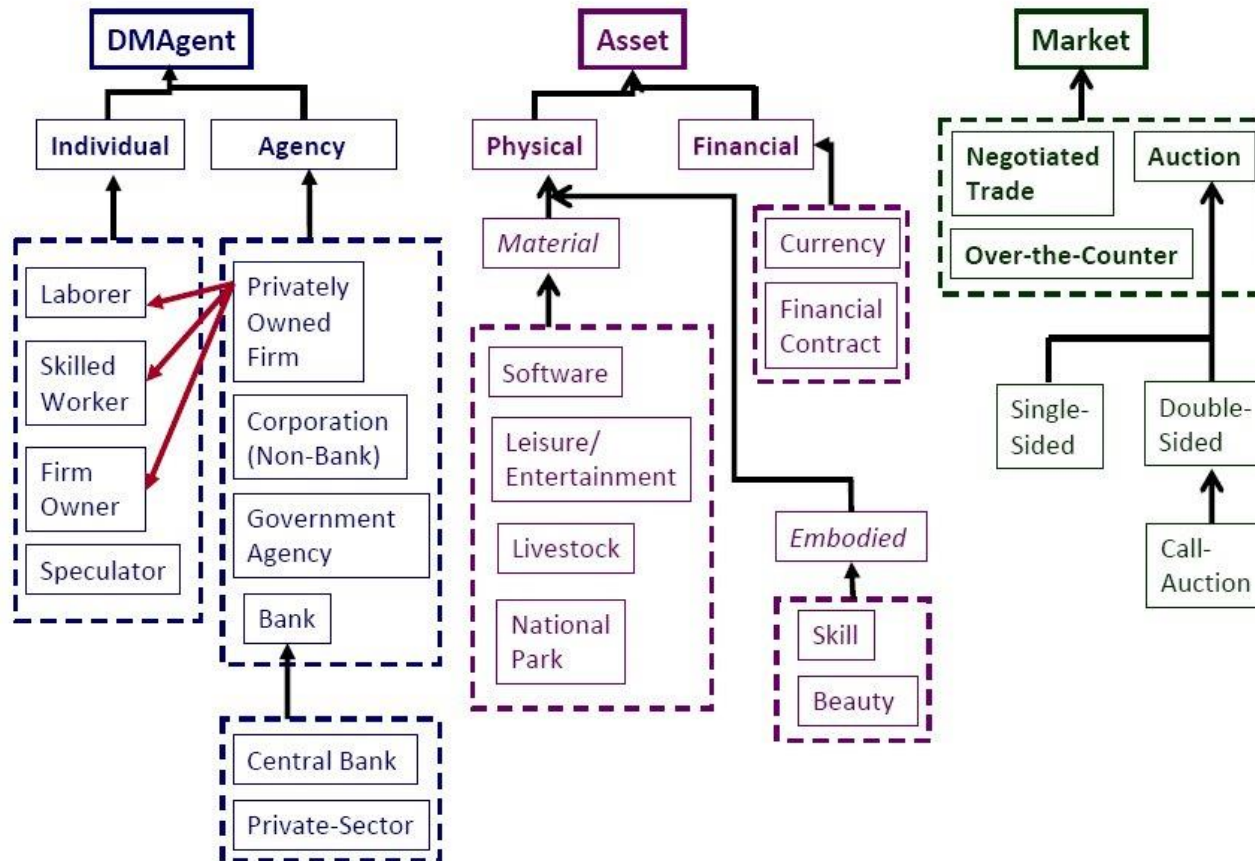 DMAgent
Individual
Agency
Laborer
Skilled
Worker
Firm
Owner
Speculator
Privately
Owned
Firm
Corporation
(Non-Bank)
Government
Agency
Bank
Central Bank
Private-Sector
Asset
Physical
Financial
Material
Currency
Financial
Contract
Software
Leisure/
Entertainment
Livestock
National
Park
Embodied
Skill
Beauty
Market
Negotiated
Trade
Auction
Over-the-Counter
Single-
Sided
Double-
Sided
Call-
Auction